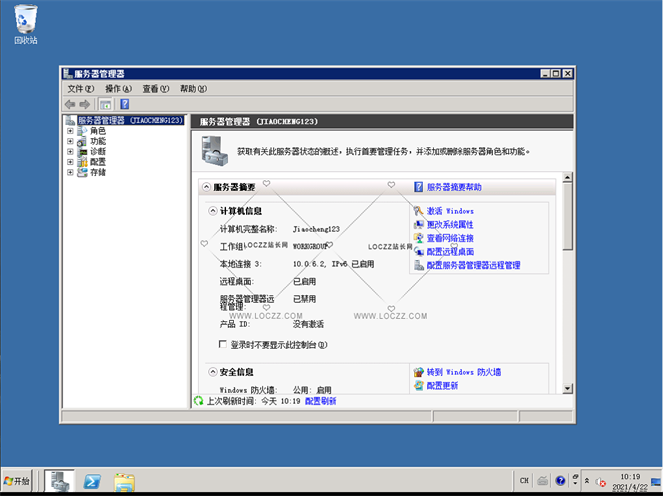 回收站
服务器管理器
文件(F) 操作(A) 查看(V) 帮助(H)
服务器管理器 (JIAOCHENG123)
角色
功能
诊断
配置
存储
服务器管理器 (JIAOCHENG123)
获取有关此服务器状态的概述，执行首要管理任务，并添加或删除服务器角色和功能。
服务器摘要
服务器摘要帮助
计算机信息
计算机完整名称: Jiaocheng123
工作组: WORKGROUP
本地连接 3: 10.0.6.2, IPv6 已启用
远程桌面: 已启用
服务器管理器远程管理: 已禁用
产品 ID: 没有激活
登录时不要显示此控制台(D)
激活 Windows
更改系统属性
查看网络连接
配置远程桌面
配置服务器管理器远程管理
LOCZZ站长网
LOCZZ站长网
WWW.LOCZZ.COM
WWW.LOCZZ.COM
安全信息
Windows 防火墙: 公用: 启用
转到 Windows 防火墙
配置更新
上次刷新时间: 今天 10:19 配置刷新
开始
CH
10:19
2021/4/22